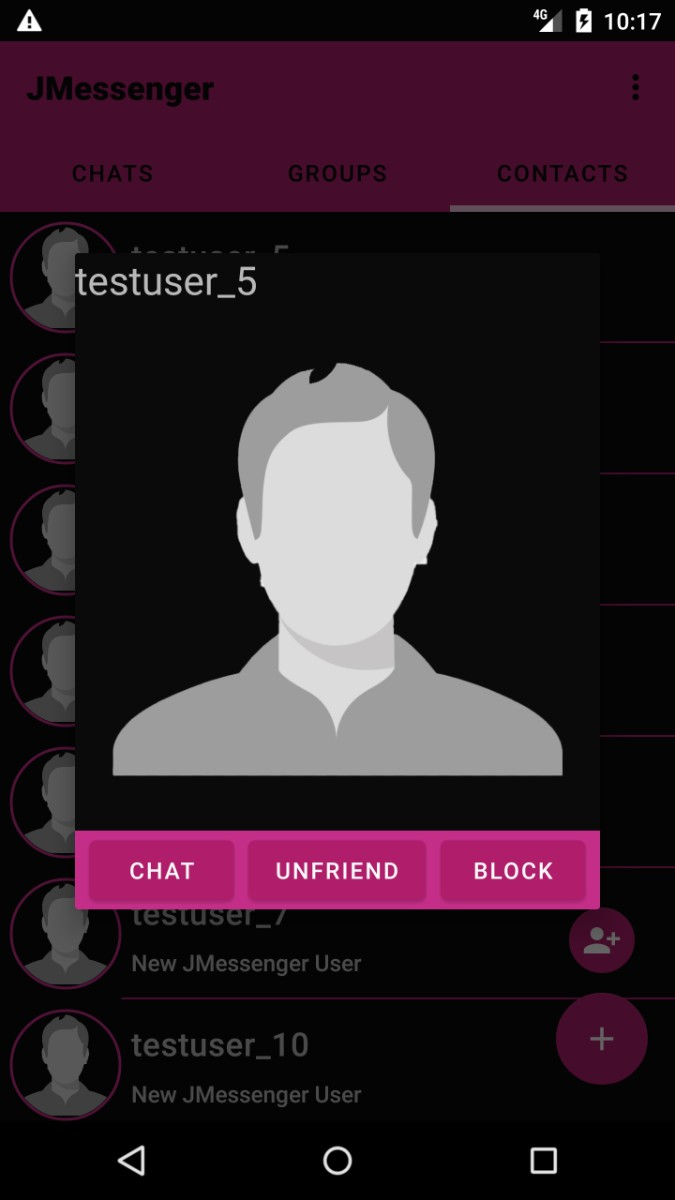 4G 10:17
JMessenger
CHATS GROUPS CONTACTS
testuser_5
testuser_5
CHAT UNFRIEND BLOCK
testuser_7
New JMessenger User
testuser_10
New JMessenger User